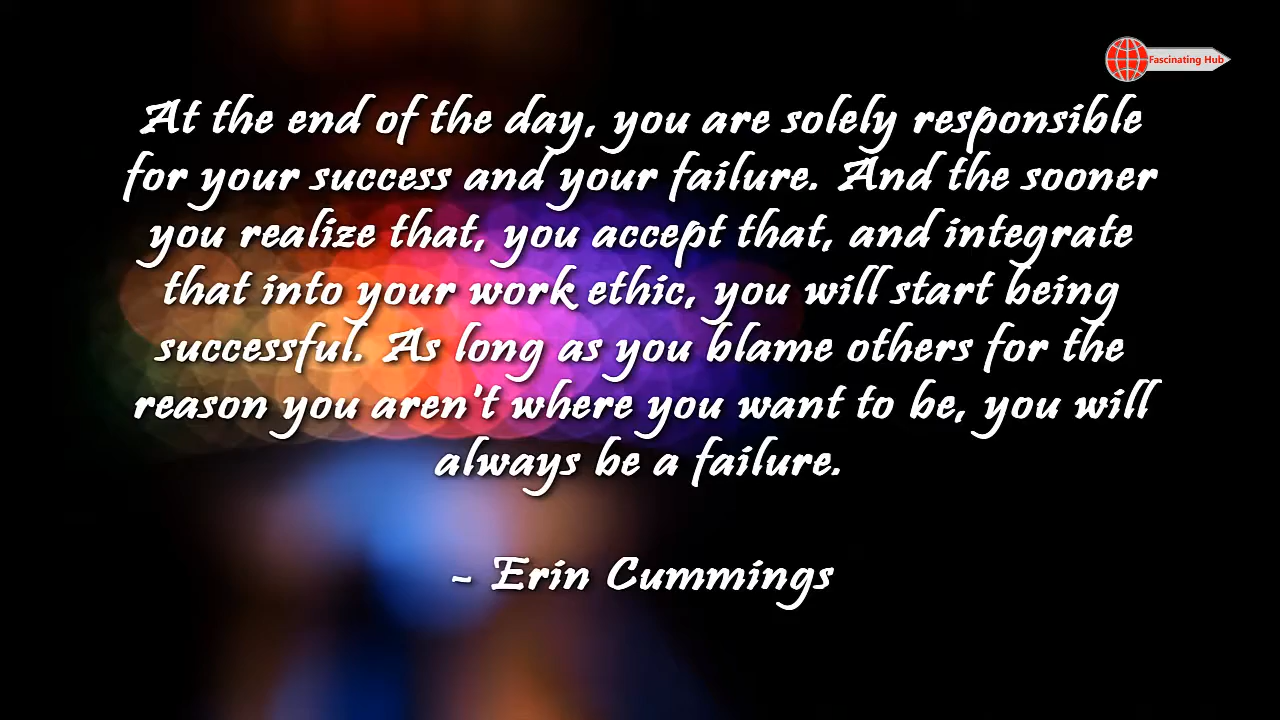 Fascinating Hub
At the end of the day, you are solely responsible
for your success and your failure. And the sooner
you realize that, you accept that, and integrate
that into your work ethic, you will start being
successful. As long as you blame others for the
reason you aren't where you want to be, you will
always be a failure.
~ Erin Cummings